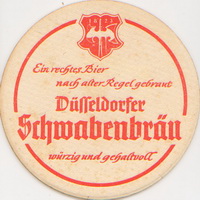 Ein rechtes Bier
nach alter Regel gebraut
Düsseldorfer
Schwabenbräu
würzig und gehaltvoll